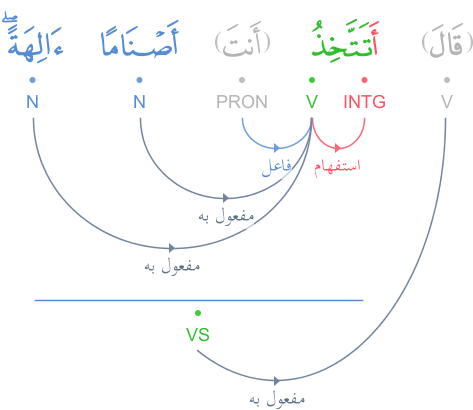 (قَالَ) أَتَتَّخِذُ (أَنتَ) أَصْنَامًا ءَالِهَةً ۖ
V INTG V PRON N N
استفهام فاعل
مفعول به
مفعول به
VS
مفعول به